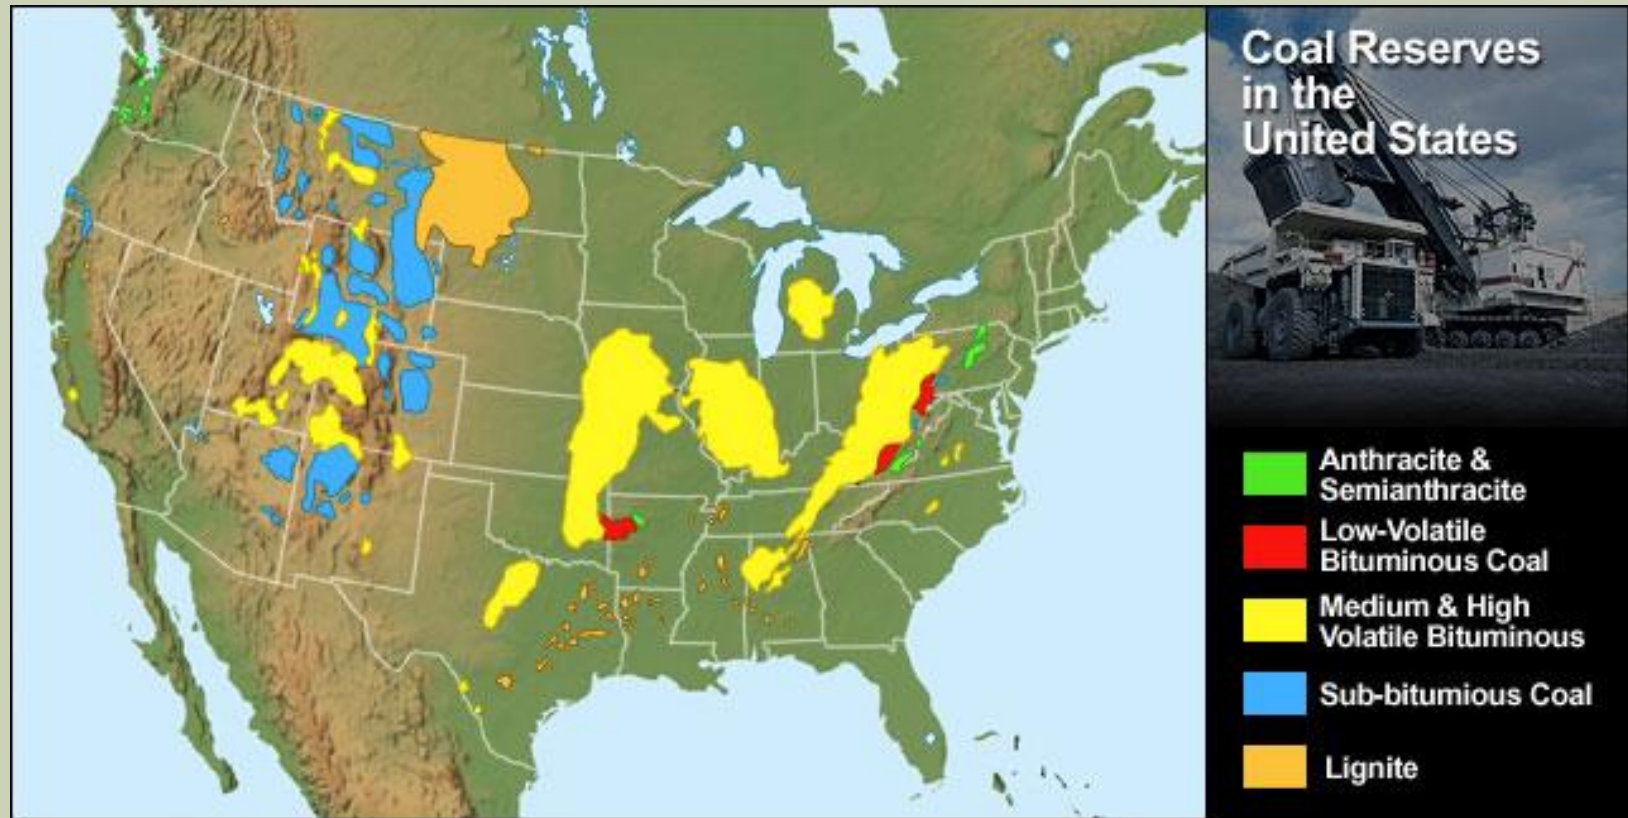 Coal Reserves
in the
United States
Anthracite &
Semianthracite
Low-Volatile
Bituminous Coal
Medium & High
Volatile Bituminous
Sub-bitumious Coal
Lignite